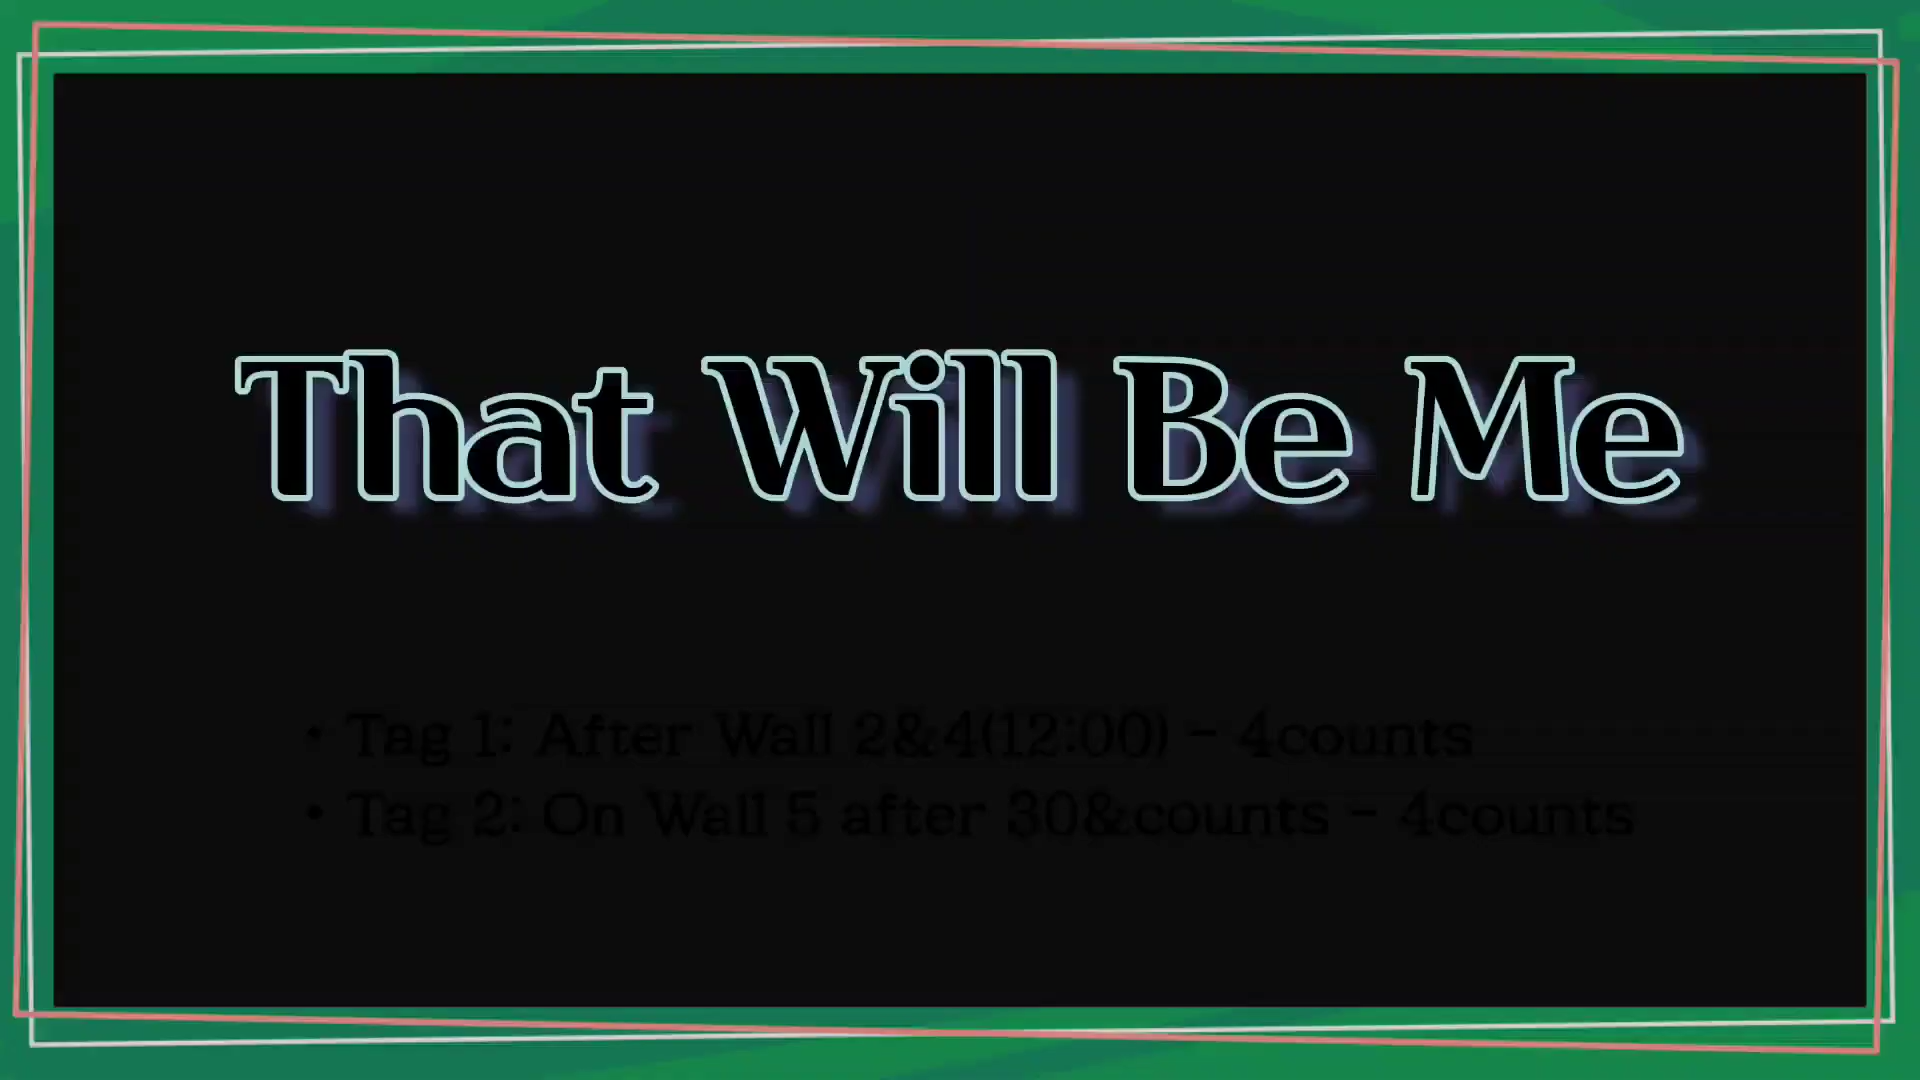 That Will Be Me
• Tag 1: After Wall 2&4(12:00) - 4counts
• Tag 2: On Wall 5 after 30&counts - 4counts